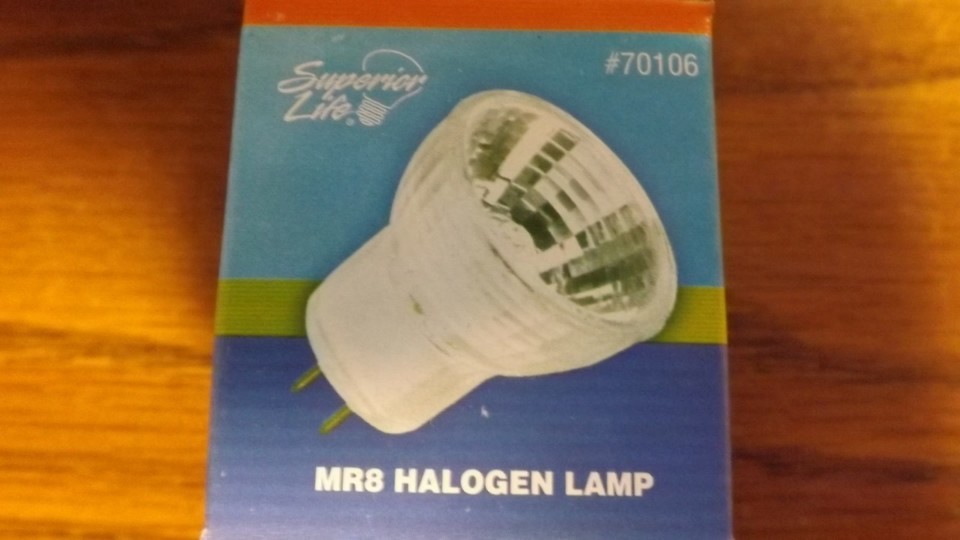 Superior
Life®
#70106
MR8 HALOGEN LAMP